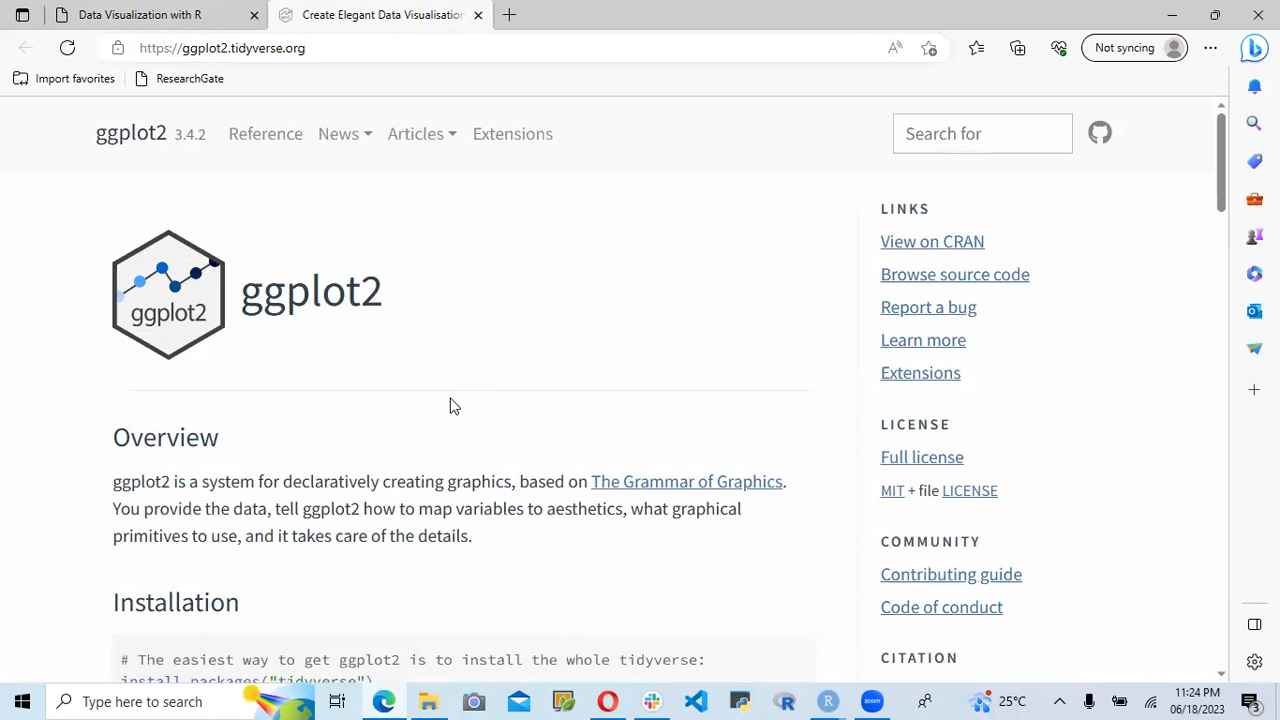 Data Visualization with R
Create Elegant Data Visualisation
https://ggplot2.tidyverse.org
Not syncing
Import favorites
ResearchGate
ggplot2 3.4.2 Reference News Articles Extensions
Search for
ggplot2
ggplot2
Overview
ggplot2 is a system for declaratively creating graphics, based on The Grammar of Graphics.
You provide the data, tell ggplot2 how to map variables to aesthetics, what graphical
primitives to use, and it takes care of the details.
Installation
# The easiest way to get ggplot2 is to install the whole tidyverse:
install.packages("tidyverse")
LINKS
View on CRAN
Browse source code
Report a bug
Learn more
Extensions
LICENSE
Full license
MIT + file LICENSE
COMMUNITY
Contributing guide
Code of conduct
CITATION
Type here to search
zoom
25°C
11:24 PM
06/18/2023
3